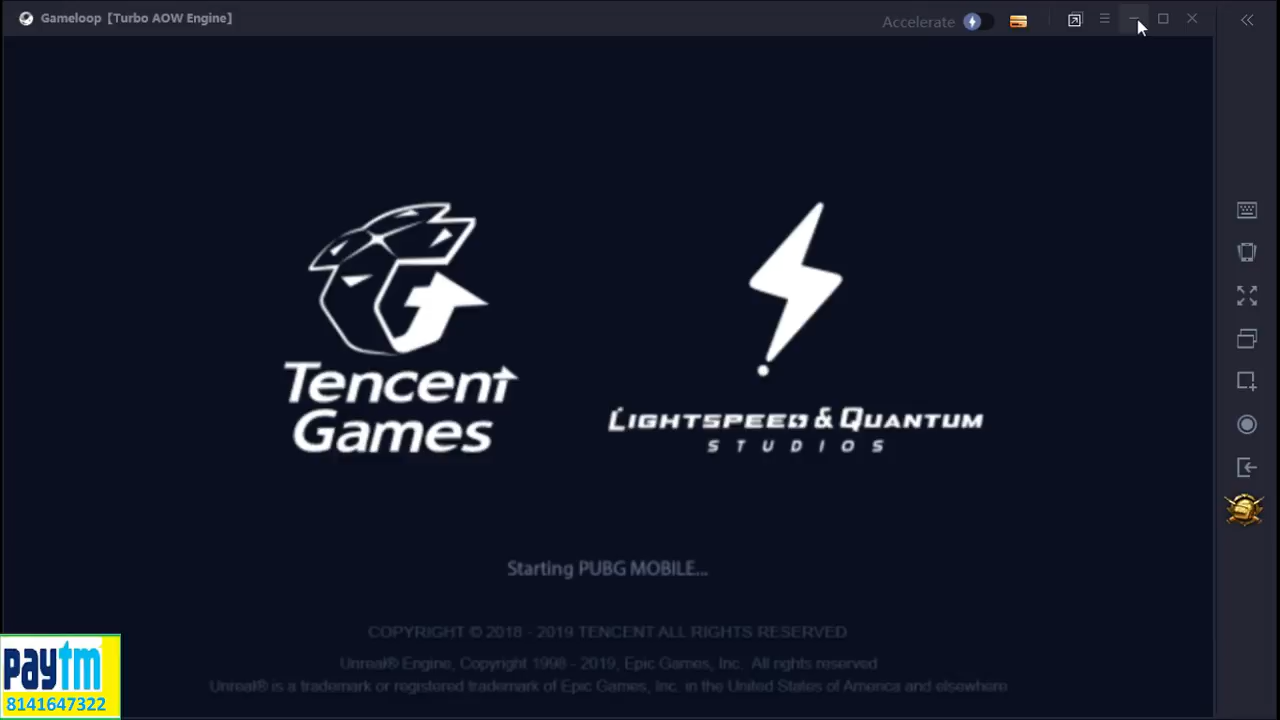 Gameloop [Turbo AOW Engine]
Accelerate
Tencent
Games
LIGHTSPEED & QUANTUM
STUDIOS
Starting PUBG MOBILE...
COPYRIGHT © 2018 - 2019 TENCENT ALL RIGHTS RESERVED
Unreal® Engine, Copyright 1998 - 2019, Epic Games, Inc. All rights reserved
Unreal® is a trademark or registered trademark of Epic Games, Inc. in the United States of America and elsewhere
paytm
8141647322